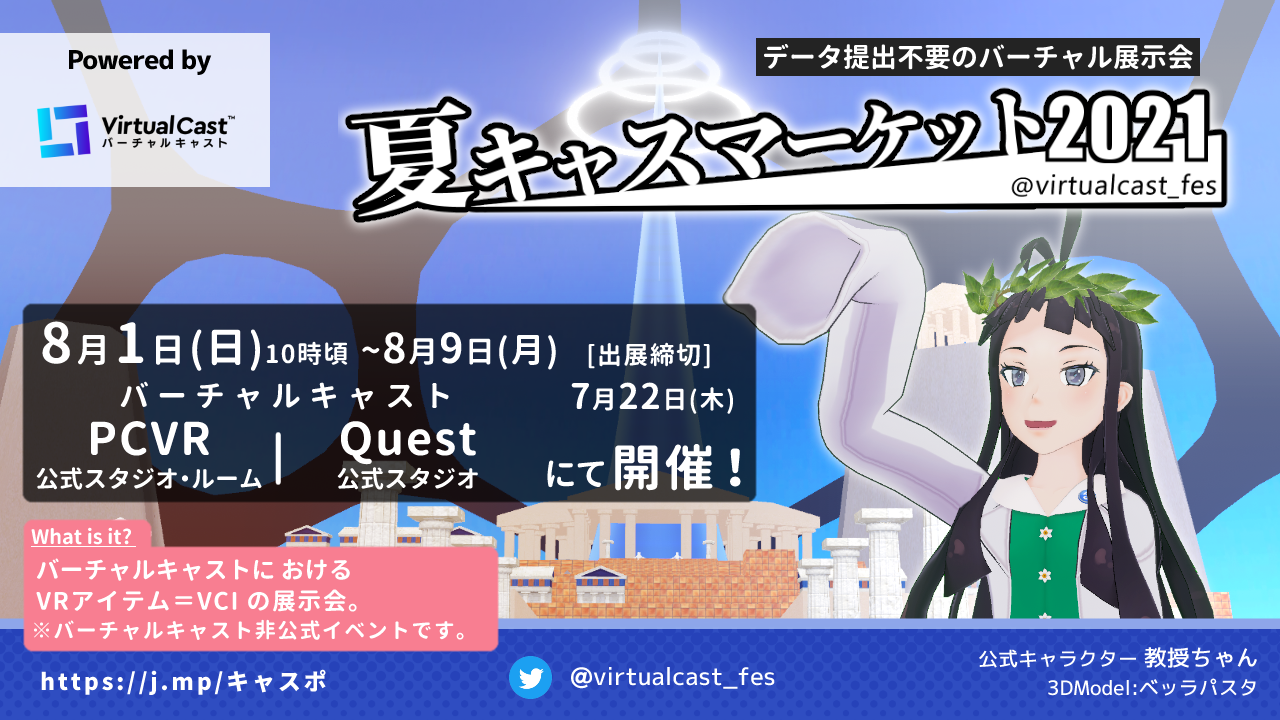 Powered by
VirtualCast™
バーチャルキャスト
データ提出不要のバーチャル展示会
夏キャスマーケット2021
@virtualcast_fes
8月1日(日)10時頃 ~8月9日(月)
[出展締切]
7月22日(木)
バーチャルキャスト
PCVR | Quest
公式スタジオ・ルーム 公式スタジオ
にて開催!
What is it?
バーチャルキャストに おける
VRアイテム=VCI の展示会。
※バーチャルキャスト非公式イベントです。
https://j.mp/キャスポ
@virtualcast_fes
公式キャラクター 教授ちゃん
3DModel:ベッラパスタ